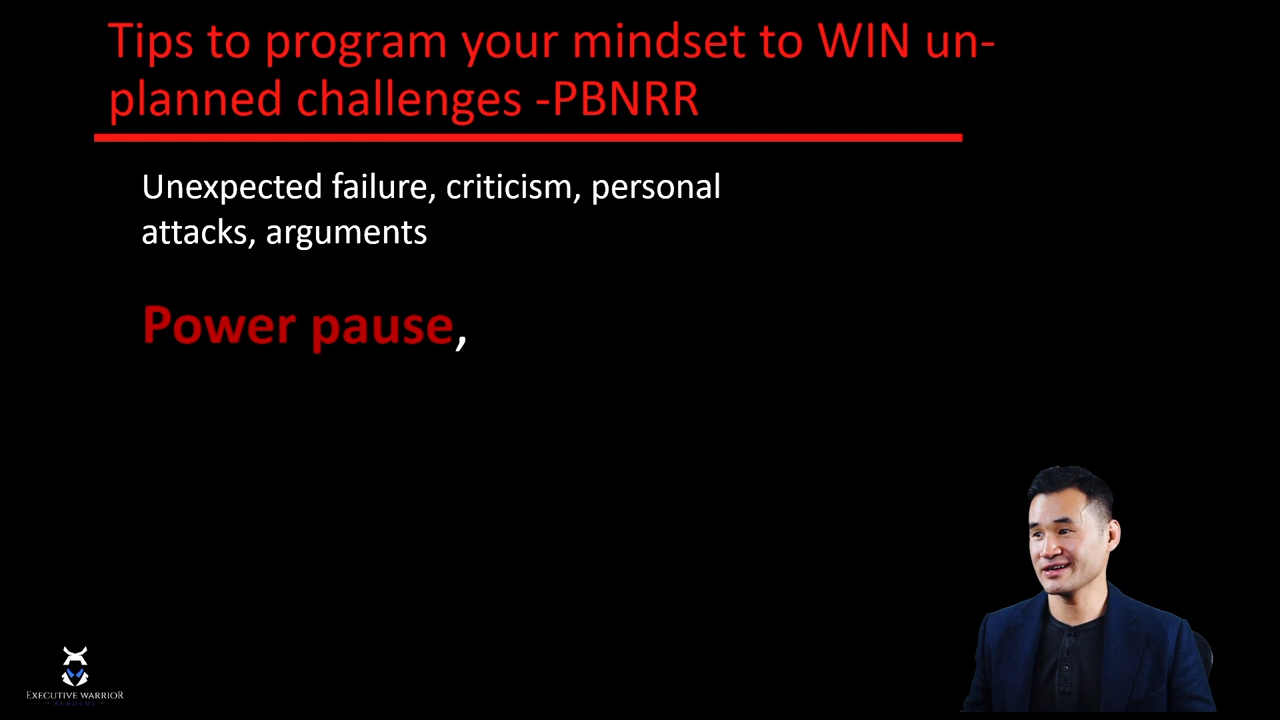 Tips to program your mindset to WIN un-
planned challenges -PBNRR
Unexpected failure, criticism, personal
attacks, arguments
Power pause,
EXECUTIVE WARRIOR
ACADEMY